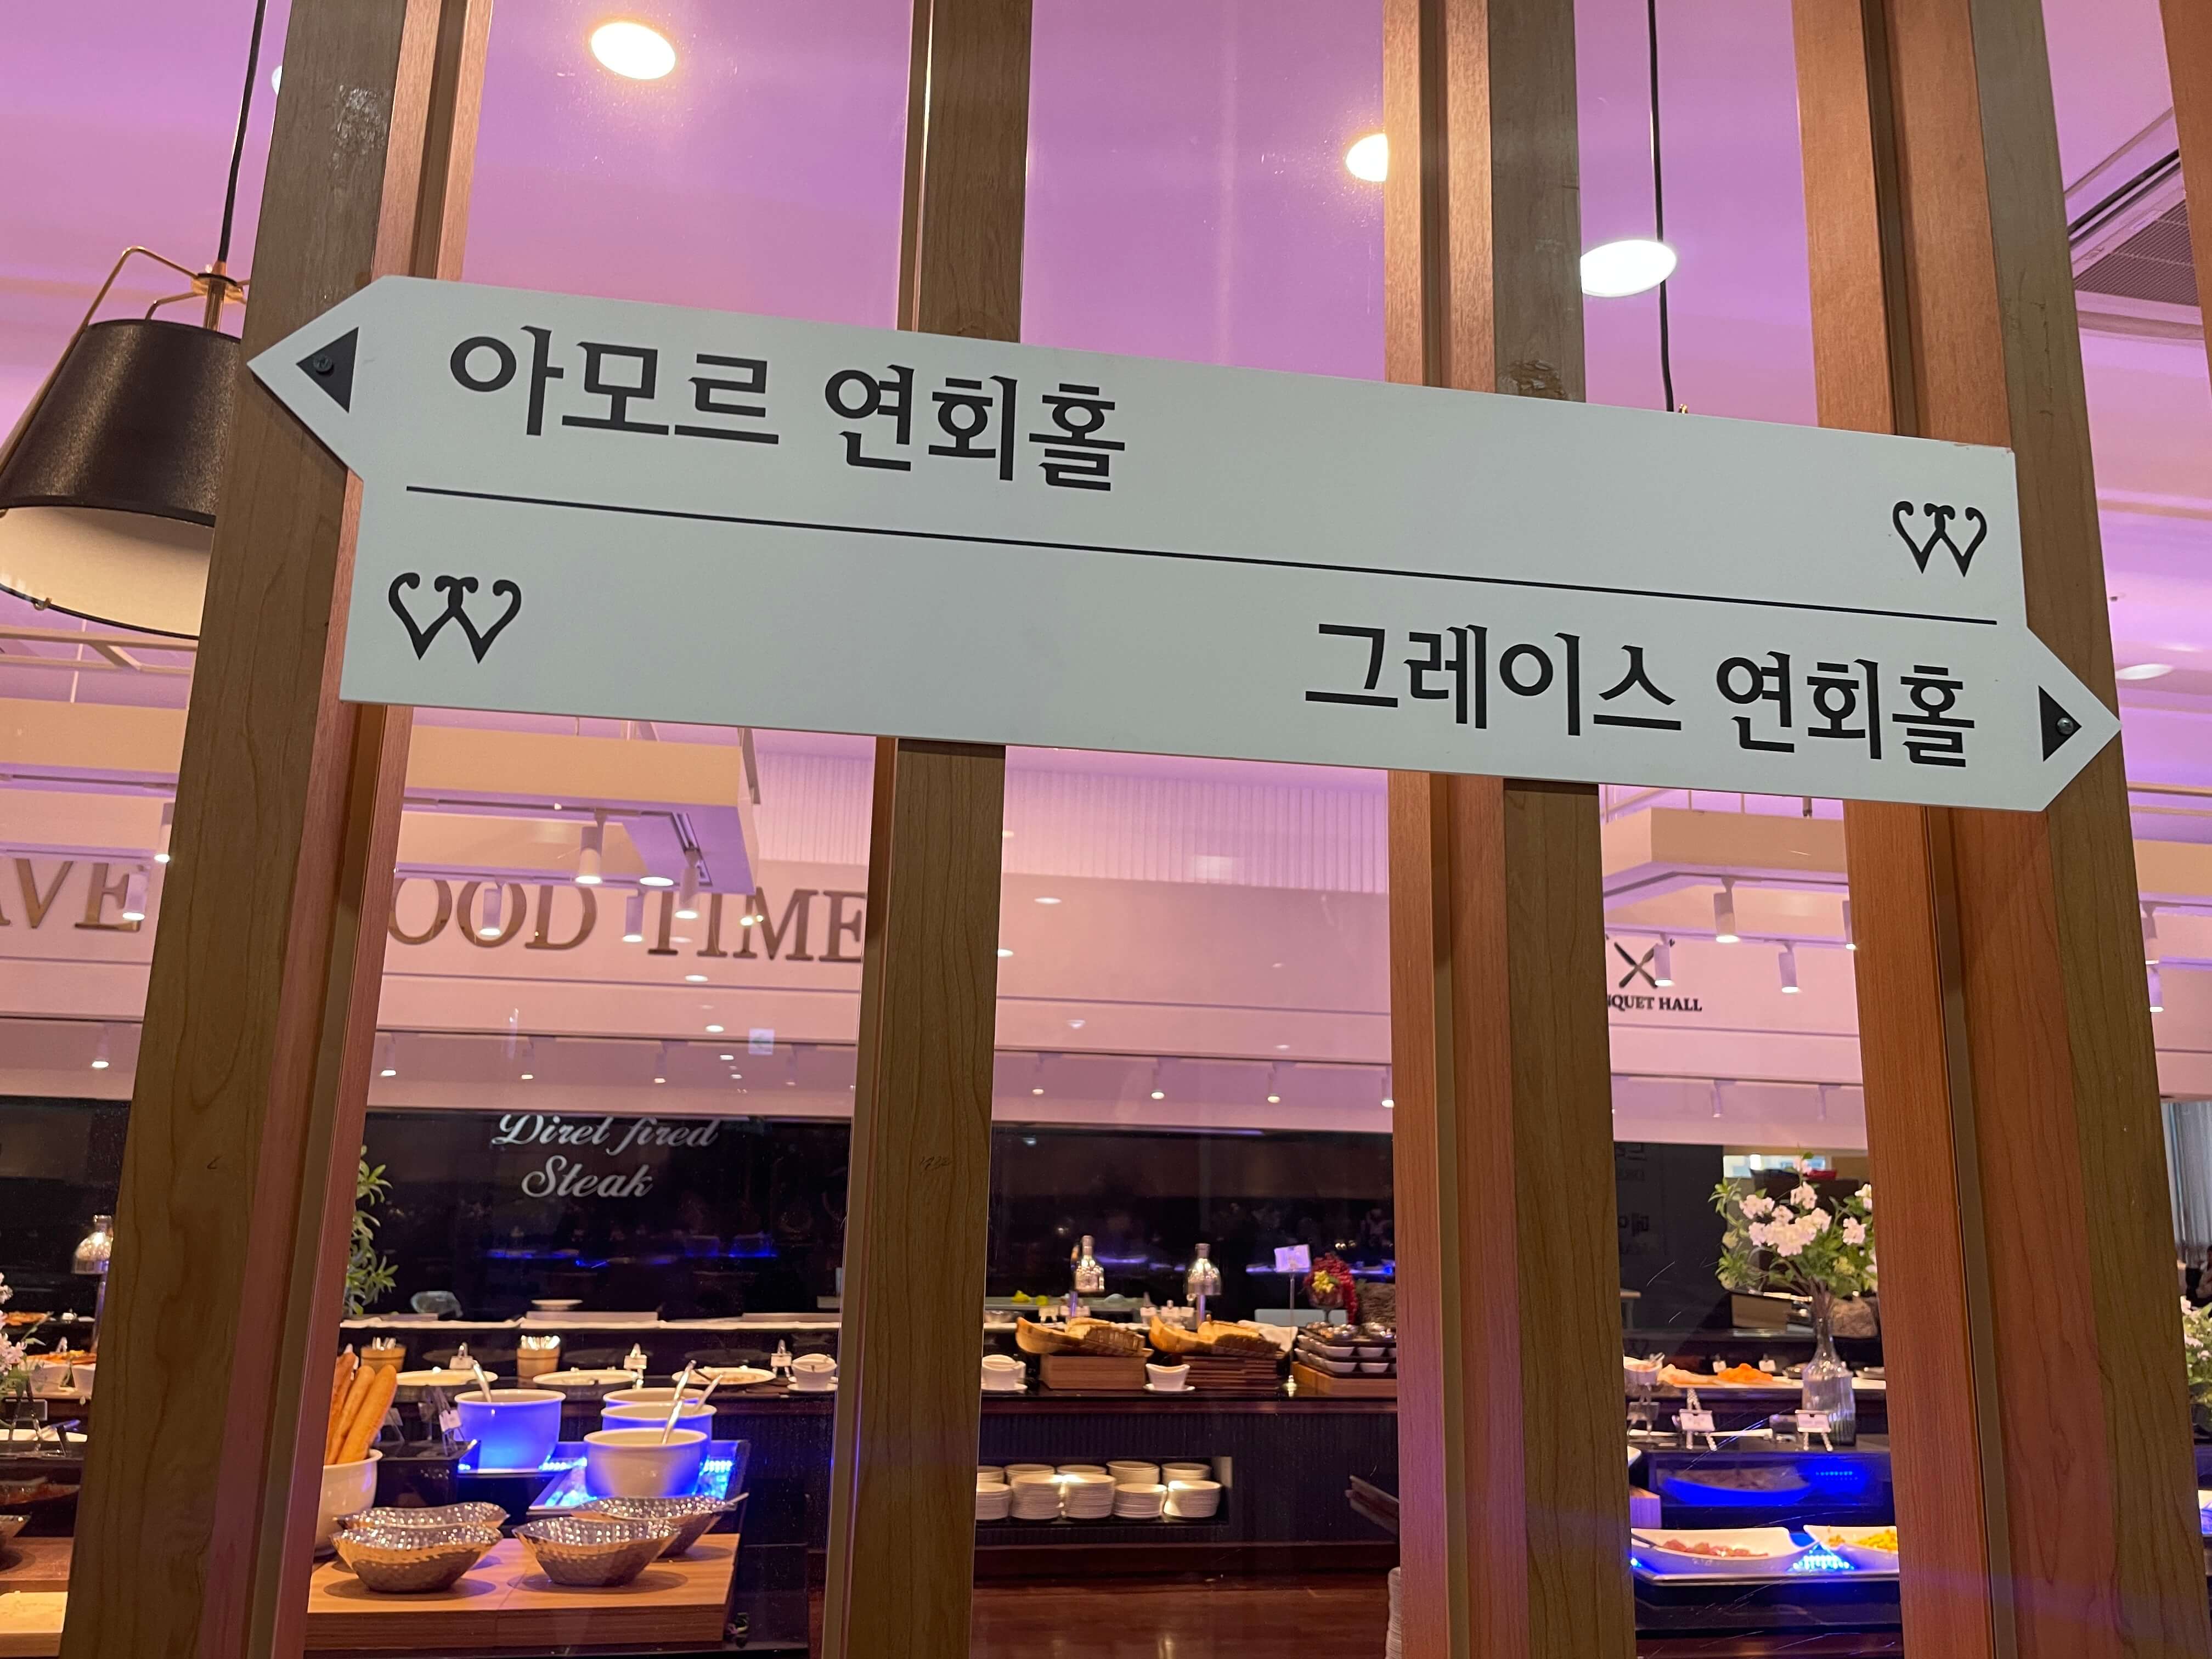 아모르 연회홀
W
W
그레이스 연회홀
OOD TIME
QUET HALL
Diret fired
Steak